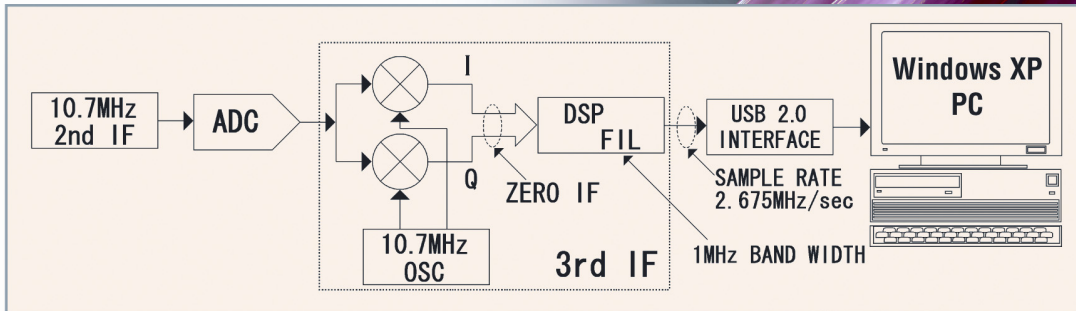 10.7MHz
2nd IF
ADC
I
Q
10.7MHz
OSC
ZERO IF
DSP
FIL
3rd IF
1MHz BAND WIDTH
SAMPLE RATE
2.675MHz/sec
USB 2.0
INTERFACE
Windows XP
PC